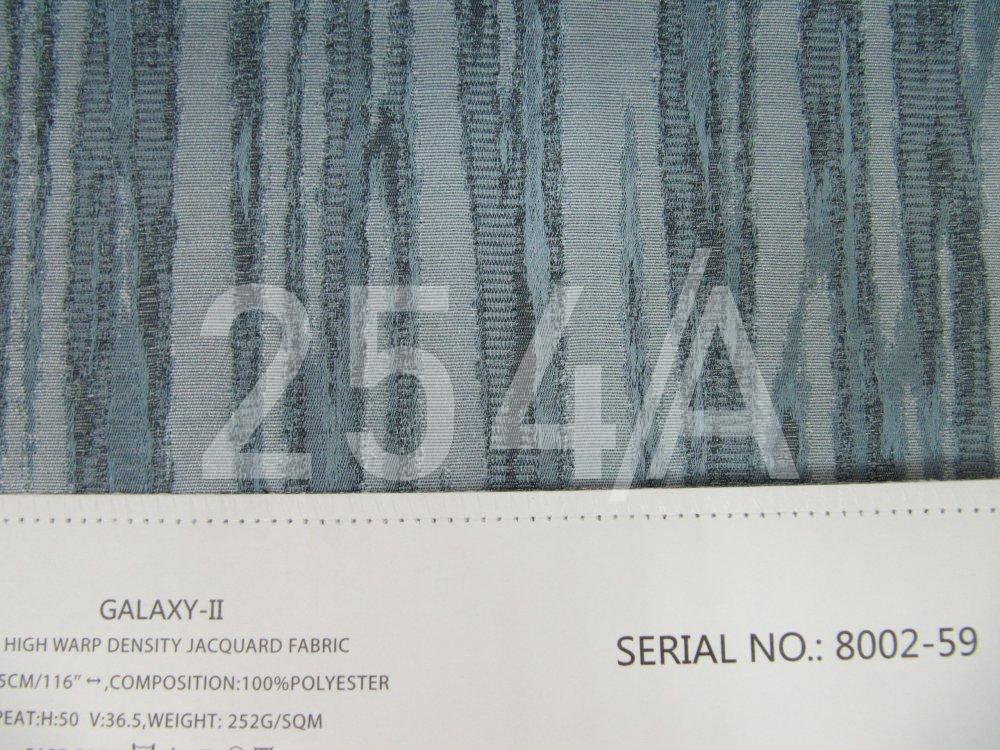 254/A
GALAXY-II
HIGH WARP DENSITY JACQUARD FABRIC
5CM/116" ↔,COMPOSITION:100%POLYESTER
PEAT:H:50 V:36.5,WEIGHT: 252G/SQM
SERIAL NO.: 8002-59